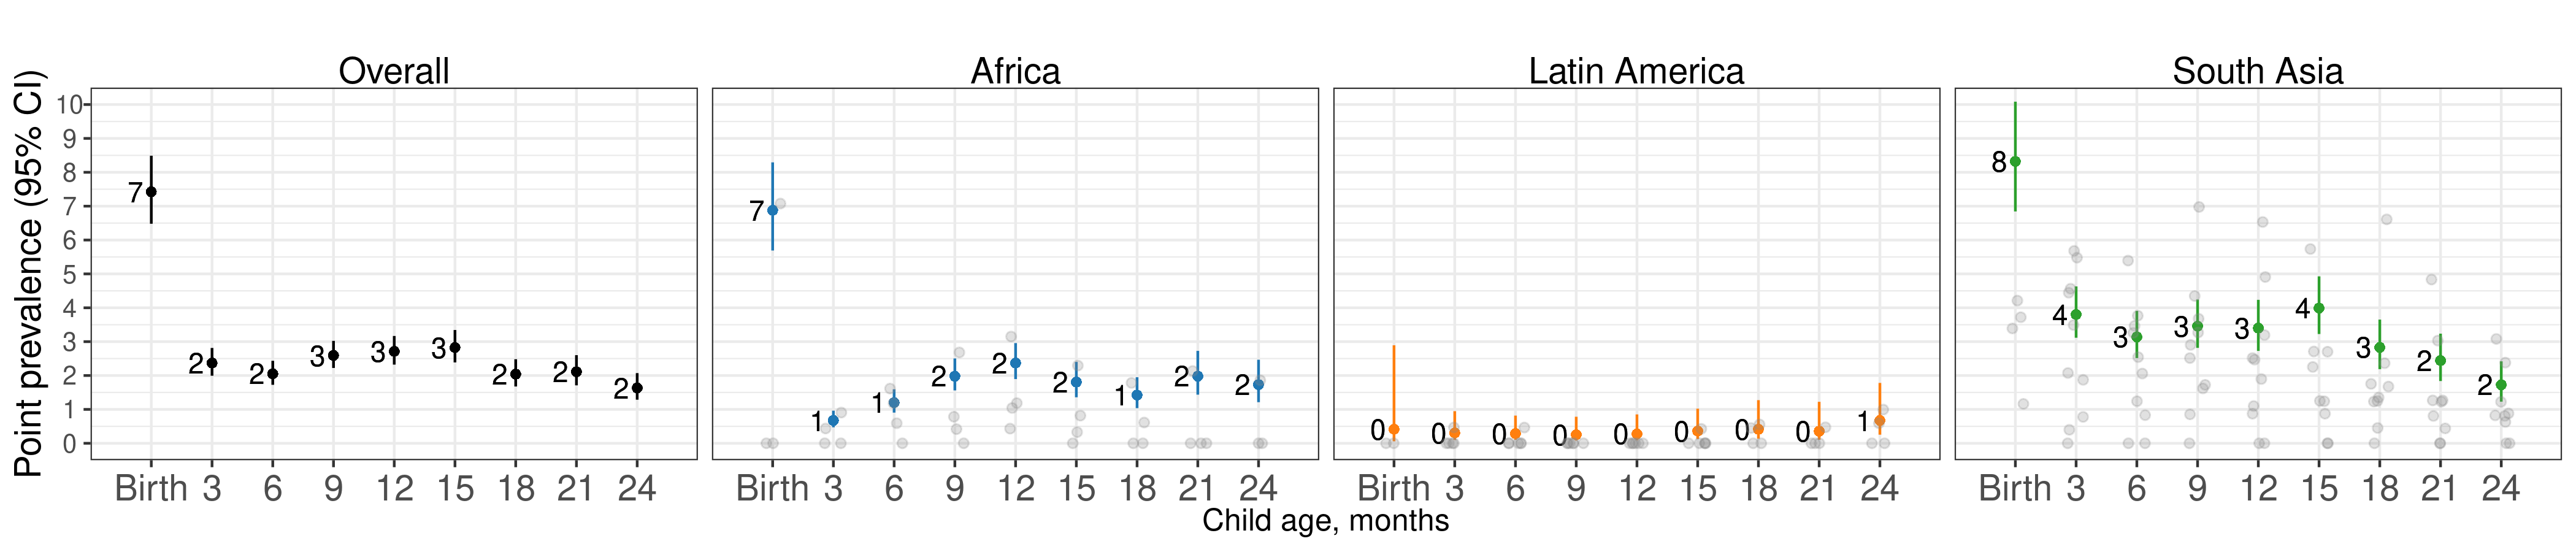 Overall Africa Latin America South Asia
Point prevalence (95% CI)
10
9
8
7
6
5
4
3
2
1
0
7 2 2 3 3 3 2 2 2
7 1 1 2 2 2 1 2 2
0 0 0 0 0 0 0 0 1
8 4 3 3 3 4 3 2 2
Birth 3 6 9 12 15 18 21 24 Birth 3 6 9 12 15 18 21 24 Birth 3 6 9 12 15 18 21 24 Birth 3 6 9 12 15 18 21 24
Child age, months